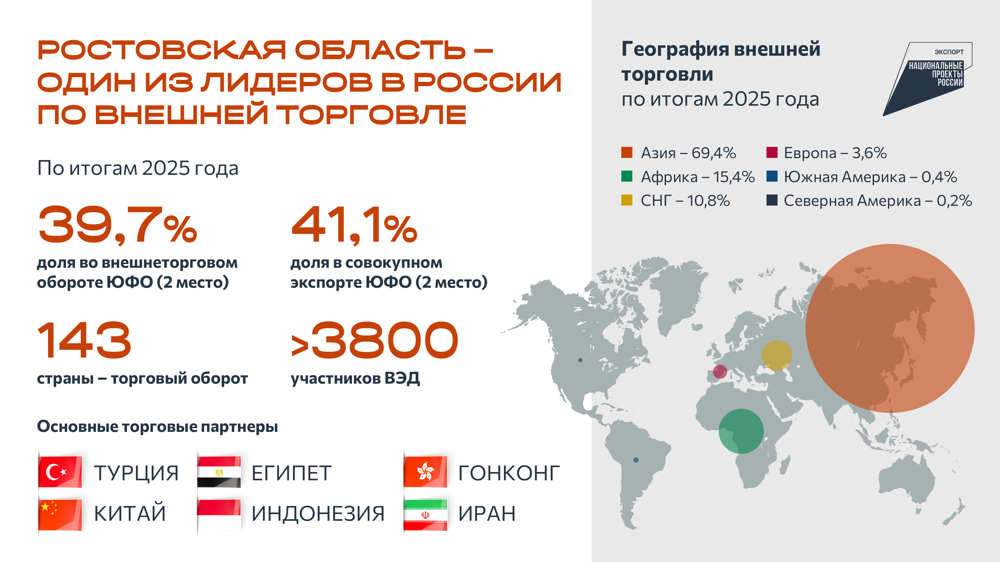 РОСТОВСКАЯ ОБЛАСТЬ –
ОДИН ИЗ ЛИДЕРОВ В РОССИИ
ПО ВНЕШНЕЙ ТОРГОВЛЕ
По итогам 2025 года
39,7%
доля во внешнеторговом
обороте ЮФО (2 место)
41,1%
доля в совокупном
экспорте ЮФО (2 место)
143
страны – торговый оборот
>3800
участников ВЭД
Основные торговые партнеры
ТУРЦИЯ
ЕГИПЕТ
ГОНКОНГ
КИТАЙ
ИНДОНЕЗИЯ
ИРАН
География внешней
торговли
по итогам 2025 года
ЭКСПОРТ
НАЦИОНАЛЬНЫЕ
ПРОЕКТЫ
РОССИИ
Азия – 69,4%
Африка – 15,4%
СНГ – 10,8%
Европа – 3,6%
Южная Америка – 0,4%
Северная Америка – 0,2%